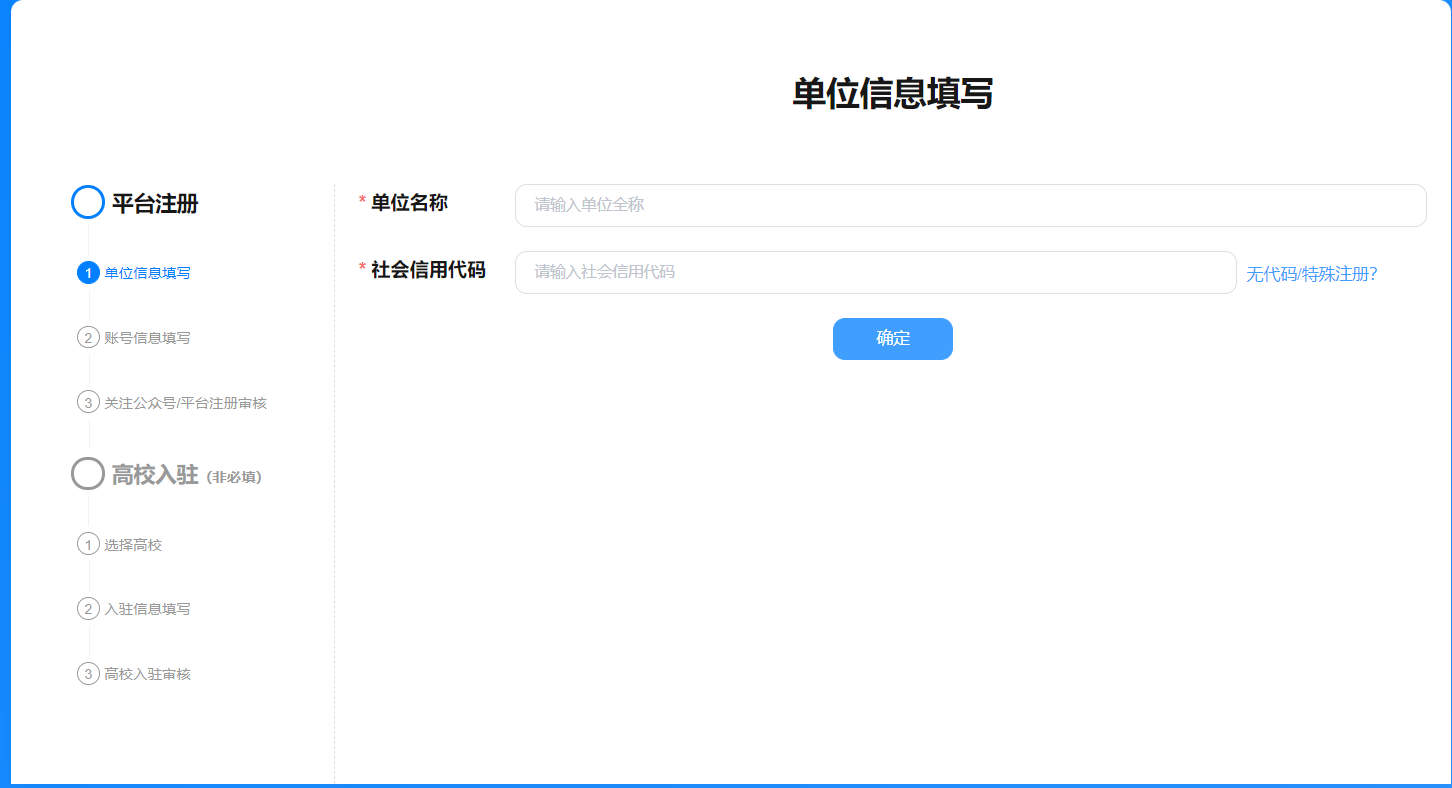 单位信息填写
平台注册
1 单位信息填写
2 账号信息填写
3 关注公众号/平台注册审核
高校入驻（非必填）
1 选择高校
2 入驻信息填写
3 高校入驻审核
* 单位名称 请输入单位全称
* 社会信用代码 请输入社会信用代码 无代码/特殊注册?
确定